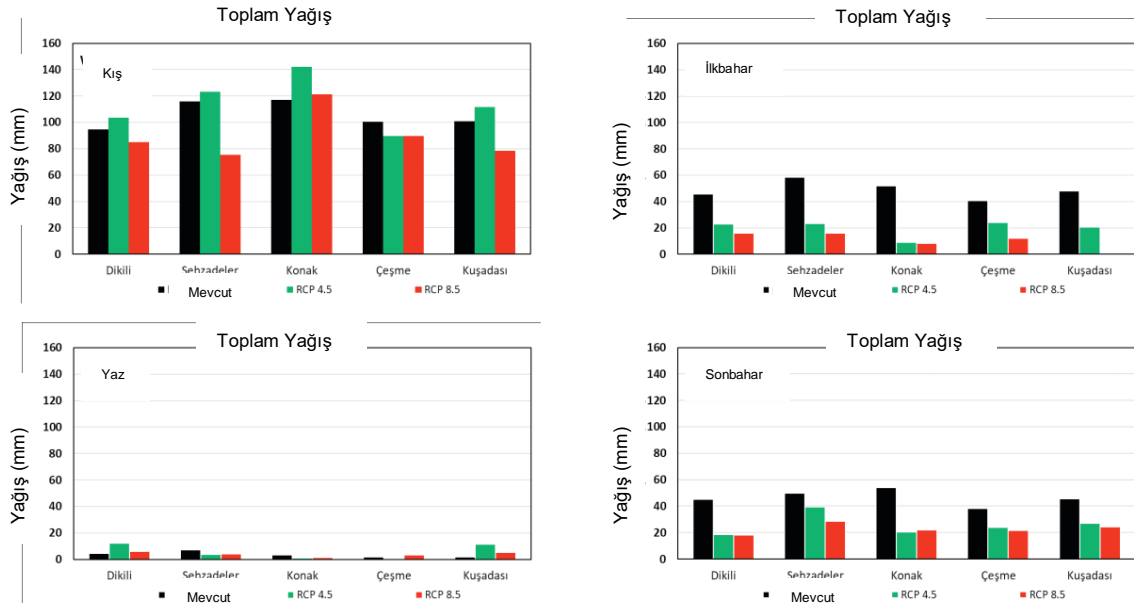 Toplam Yağış
Yağış (mm)
160
140
120
100
80
60
40
20
0
Kış
Dikili Sehzadeler Konak Çeşme Kuşadası
Mevcut RCP 4.5 RCP 8.5
Toplam Yağış
Yağış (mm)
160
140
120
100
80
60
40
20
0
İlkbahar
Dikili Sehzadeler Konak Çeşme Kuşadası
Mevcut RCP 4.5 RCP 8.5
Toplam Yağış
Yağış (mm)
160
140
120
100
80
60
40
20
0
Yaz
Dikili Sehzadeler Konak Çeşme Kuşadası
Mevcut RCP 4.5 RCP 8.5
Toplam Yağış
Yağış (mm)
160
140
120
100
80
60
40
20
0
Sonbahar
Dikili Sehzadeler Konak Çeşme Kuşadası
Mevcut RCP 4.5 RCP 8.5